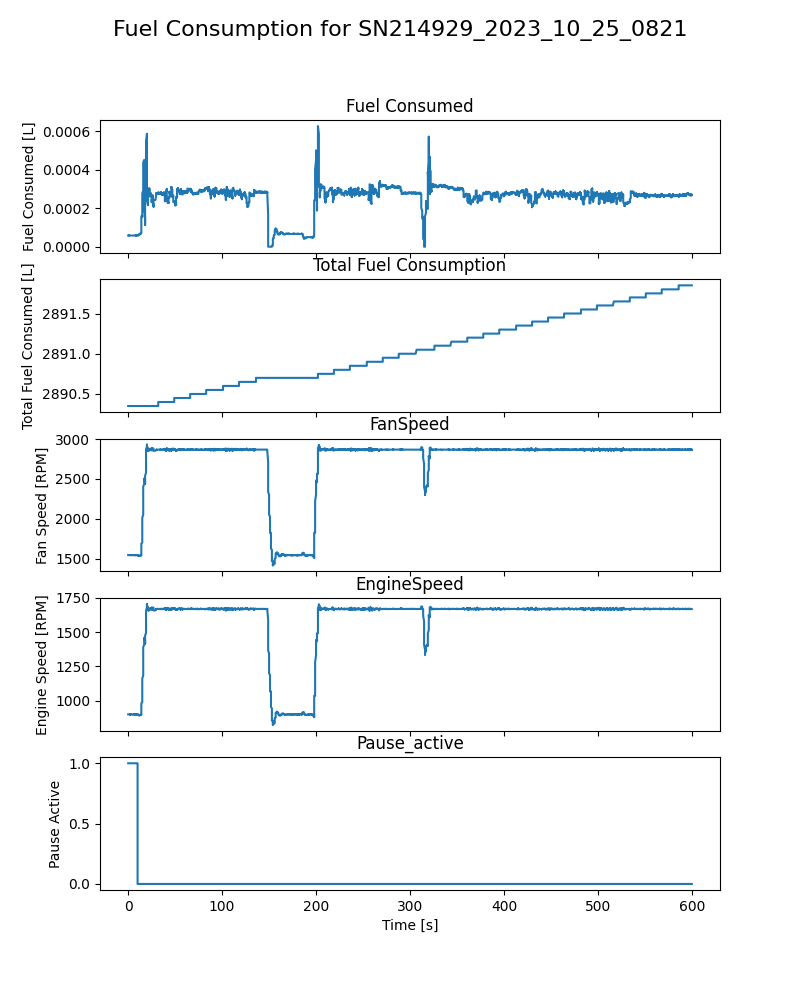 Fuel Consumption for SN214929_2023_10_25_0821
Fuel Consumed
Fuel Consumed [L]
0.0006
0.0004
0.0002
0.0000
Total Fuel Consumption
Total Fuel Consumed [L]
2891.5
2891.0
2890.5
FanSpeed
Fan Speed [RPM]
3000
2500
2000
1500
EngineSpeed
Engine Speed [RPM]
1750
1500
1250
1000
Pause_active
Pause Active
1.0
0.5
0.0
0 100 200 300 400 500 600
Time [s]